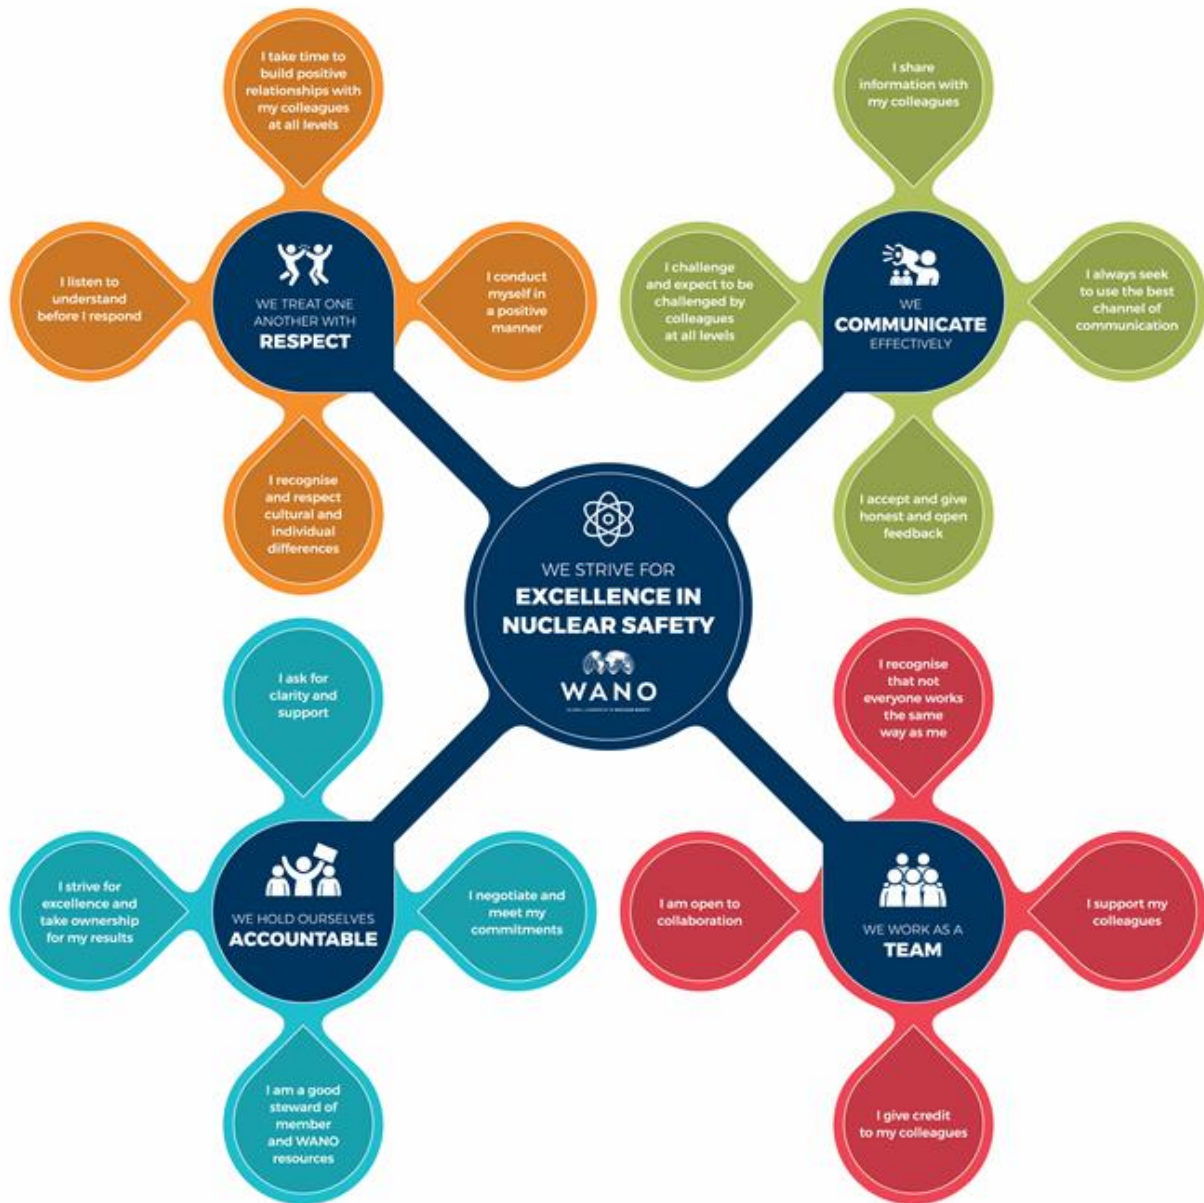 I take time to
build positive
relationships with
my colleagues
at all levels
I listen to
understand
before I respond
WE TREAT ONE
ANOTHER WITH
RESPECT
I conduct
myself in
a positive
manner
I recognise
and respect
cultural and
individual
differences
I share
information with
my colleagues
I challenge
and expect to be
challenged by
colleagues
at all levels
WE
COMMUNICATE
EFFECTIVELY
I always seek
to use the best
channel of
communication
I accept and give
honest and open
feedback
WE STRIVE FOR
EXCELLENCE IN
NUCLEAR SAFETY
WANO
I ask for
clarity and
support
I strive for
excellence and
take ownership
for my results
WE HOLD OURSELVES
ACCOUNTABLE
I negotiate and
meet my
commitments
I am a good
steward of
member
and WANO
resources
I recognise
that not
everyone works
the same
way as me
I am open to
collaboration
WE WORK AS A
TEAM
I support my
colleagues
I give credit
to my colleagues